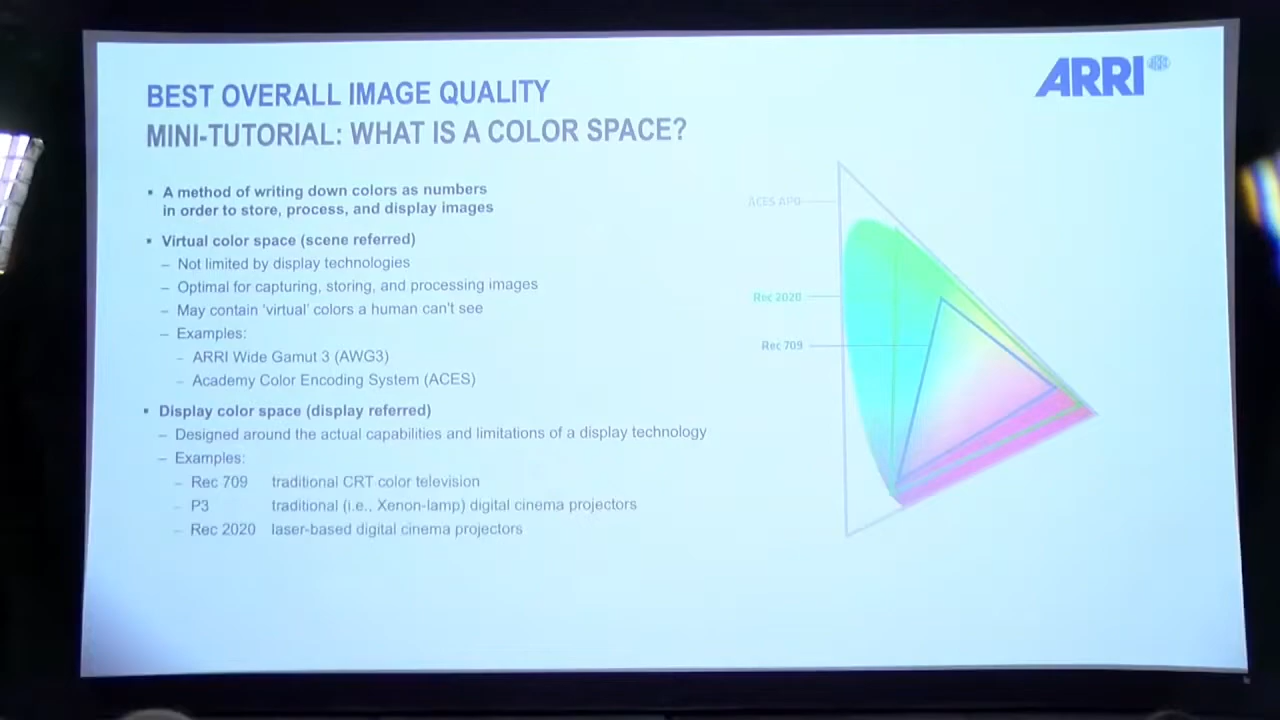 ARRI
BEST OVERALL IMAGE QUALITY
MINI-TUTORIAL: WHAT IS A COLOR SPACE?
▪ A method of writing down colors as numbers
in order to store, process, and display images
▪ Virtual color space (scene referred)
– Not limited by display technologies
– Optimal for capturing, storing, and processing images
– May contain 'virtual' colors a human can't see
– Examples:
– ARRI Wide Gamut 3 (AWG3)
– Academy Color Encoding System (ACES)
▪ Display color space (display referred)
– Designed around the actual capabilities and limitations of a display technology
– Examples:
– Rec 709 traditional CRT color television
– P3 traditional (i.e., Xenon-lamp) digital cinema projectors
– Rec 2020 laser-based digital cinema projectors
ACES AP0
Rec 2020
Rec 709